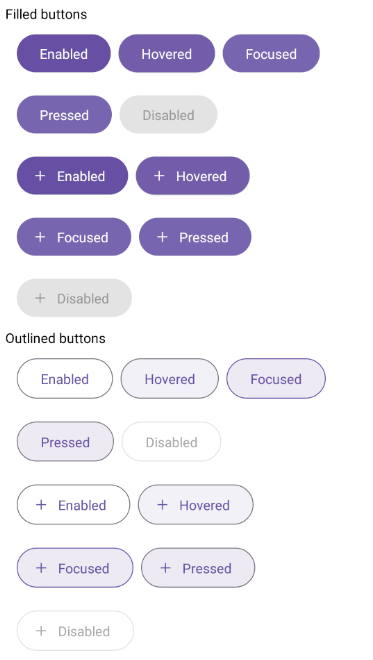 Filled buttons
Enabled Hovered Focused
Pressed Disabled
+ Enabled + Hovered
+ Focused + Pressed
+ Disabled
Outlined buttons
Enabled Hovered Focused
Pressed Disabled
+ Enabled + Hovered
+ Focused + Pressed
+ Disabled